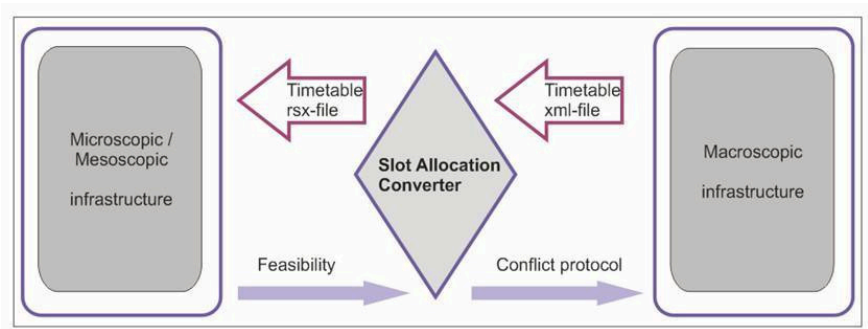 Microscopic /
Mesoscopic
infrastructure
Timetable
rsx-file
Slot Allocation
Converter
Timetable
xml-file
Macroscopic
infrastructure
Feasibility
Conflict protocol